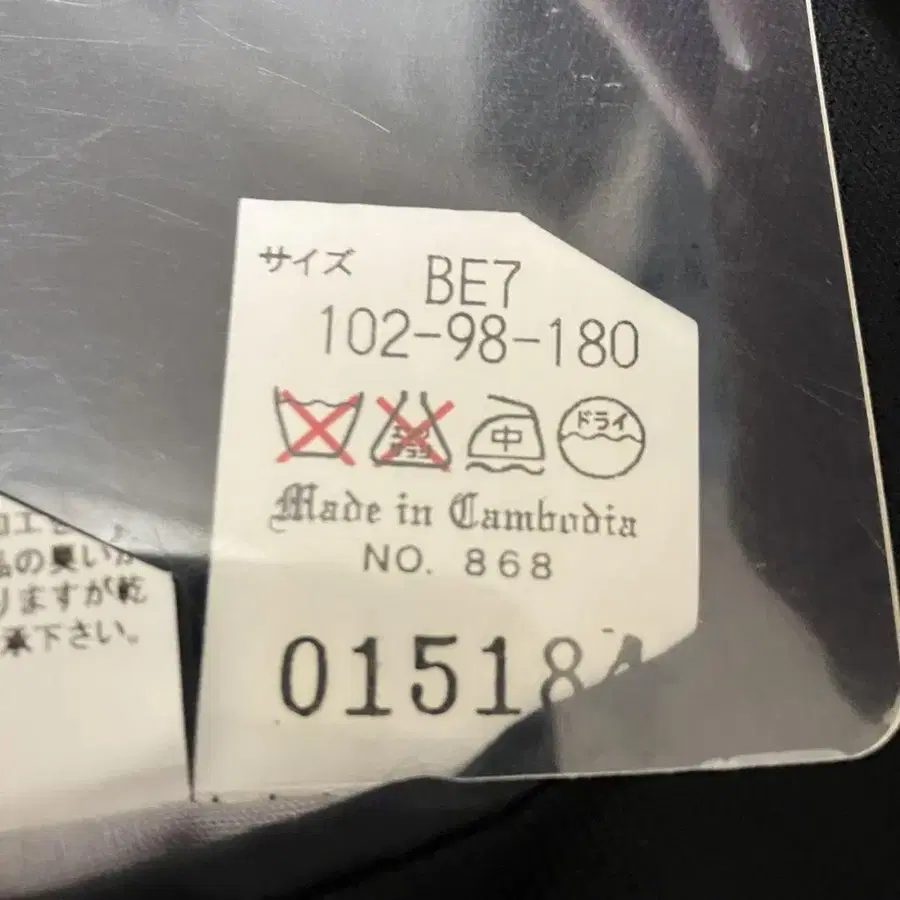 サイズ BE7
102-98-180
中 ドライ
Made in Cambodia
NO. 868
01518
品の臭いが
りますが乾
承下さい。